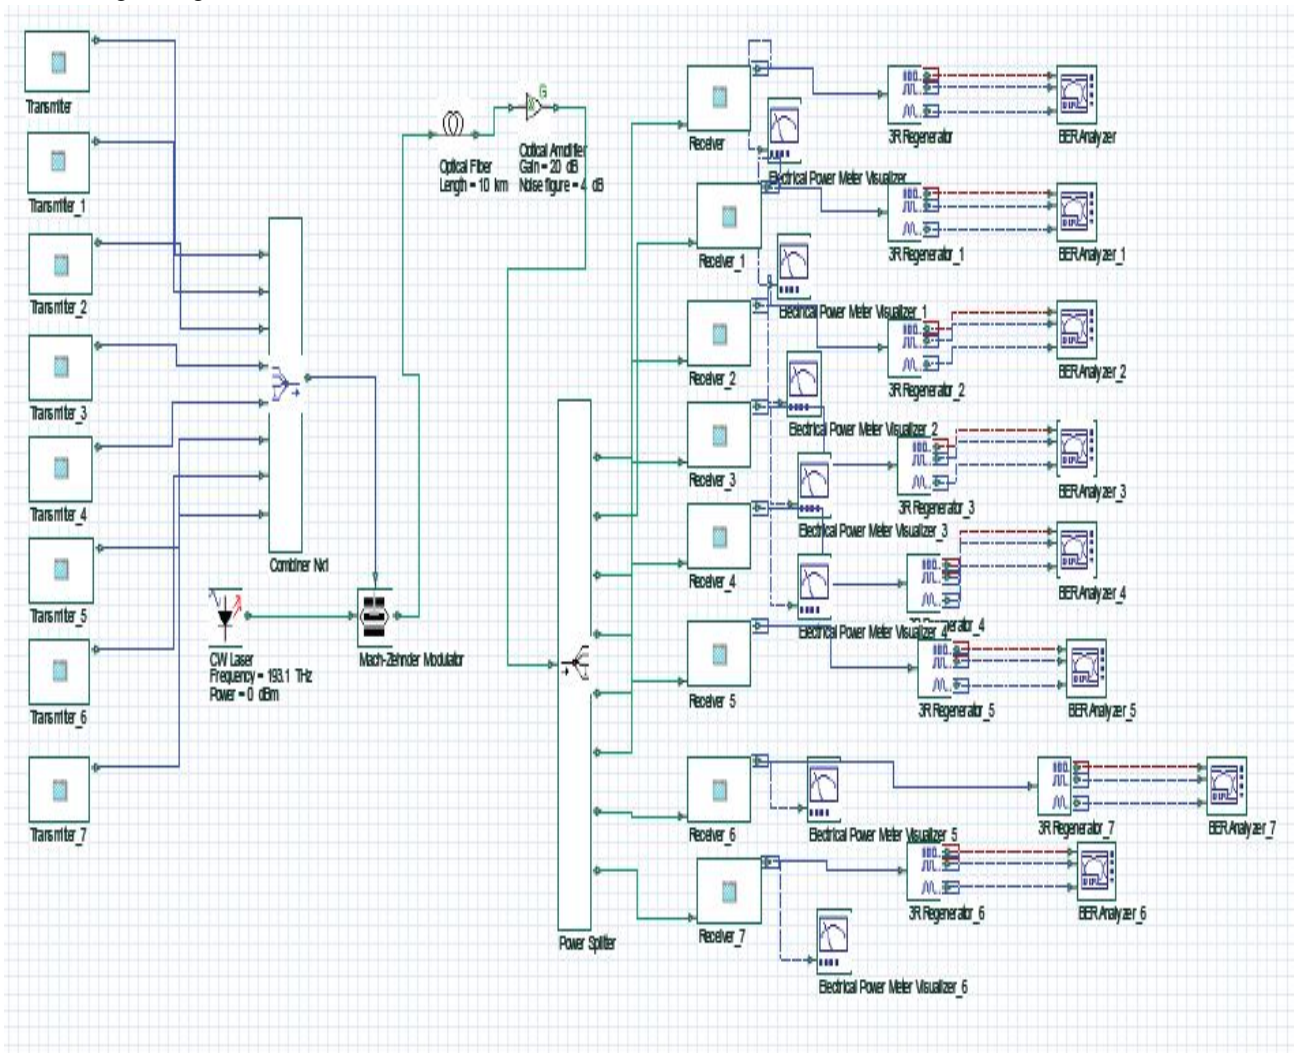 Transmitter
Transmitter_1
Transmitter_2
Transmitter_3
Transmitter_4
Transmitter_5
Transmitter_6
Transmitter_7
Combiner Nx1
CW Laser
Frequency = 193.1 THz
Power = 0 dBm
Mach-Zehnder Modulator
Optical Fiber
Length = 10 km
Optical Amplifier
Gain = 20 dB
Noise figure = 4 dB
G
Power Splitter
Receiver
Receiver_1
Receiver_2
Receiver_3
Receiver_4
Receiver_5
Receiver_6
Receiver_7
Electrical Power Meter Visualizer
Electrical Power Meter Visualizer_1
Electrical Power Meter Visualizer_2
Electrical Power Meter Visualizer_3
Electrical Power Meter Visualizer_4
Electrical Power Meter Visualizer_5
Electrical Power Meter Visualizer_6
3R Regenerator
3R Regenerator_1
3R Regenerator_2
3R Regenerator_3
3R Regenerator_4
3R Regenerator_5
3R Regenerator_7
3R Regenerator_6
BER Analyzer
BER Analyzer_1
BER Analyzer_2
BER Analyzer_3
BER Analyzer_4
BER Analyzer_5
BER Analyzer_7
BER Analyzer_6